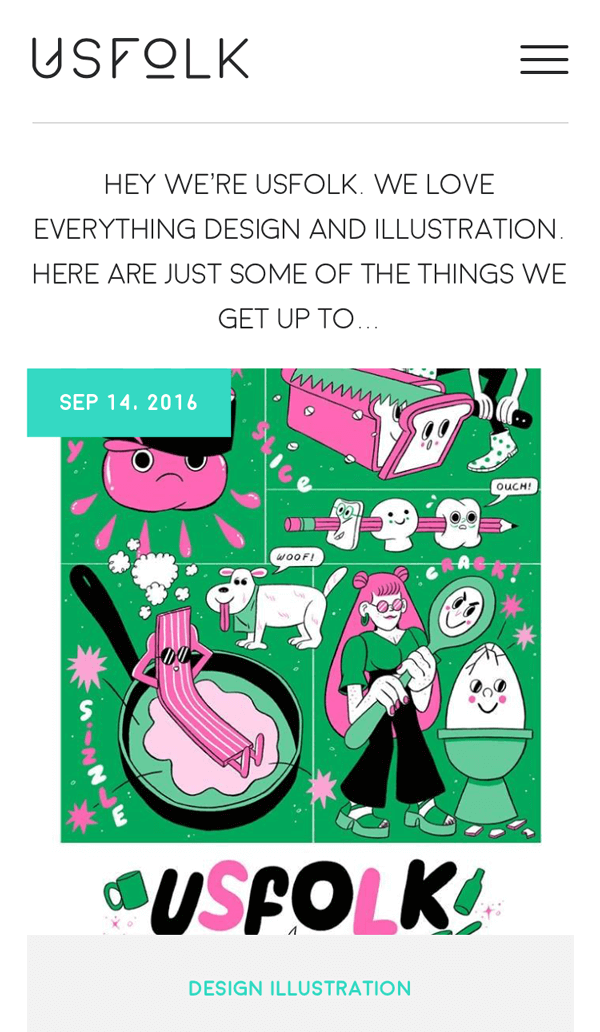 USFOLK
HEY WE'RE USFOLK. WE LOVE
EVERYTHING DESIGN AND ILLUSTRATION.
HERE ARE JUST SOME OF THE THINGS WE
GET UP TO...
SEP 14. 2016
Y
SLICE
OUCH!
WOOF!
CRACK!
SiZZLE
USFOLK!
DESIGN ILLUSTRATION